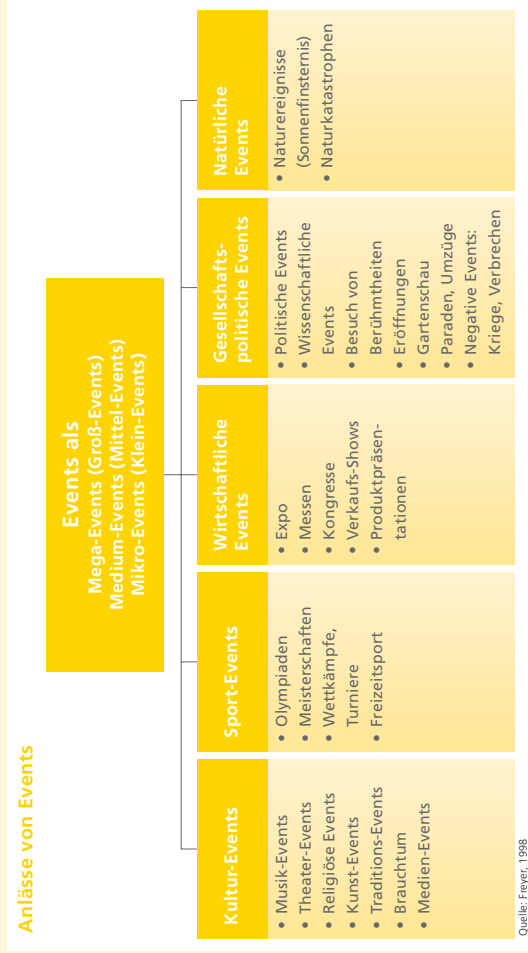 Anlässe von Events
Events als
Mega-Events (Groß-Events)
Medium-Events (Mittel-Events)
Mikro-Events (Klein-Events)
Kultur-Events
• Musik-Events
• Theater-Events
• Religiöse Events
• Kunst-Events
• Traditions-Events
• Brauchtum
• Medien-Events
Sport-Events
• Olympiaden
• Meisterschaften
• Wettkämpfe,
Turniere
• Freizeitsport
Wirtschaftliche
Events
• Expo
• Messen
• Kongresse
• Verkaufs-Shows
• Produktpräsen-
tationen
Gesellschafts-
politische Events
• Politische Events
• Wissenschaftliche
Events
• Besuch von
Berühmtheiten
• Eröffnungen
• Gartenschau
• Paraden, Umzüge
• Negative Events:
Kriege, Verbrechen
Natürliche
Events
• Naturereignisse
(Sonnenfinsternis)
• Naturkatastrophen
Quelle: Freyer, 1998